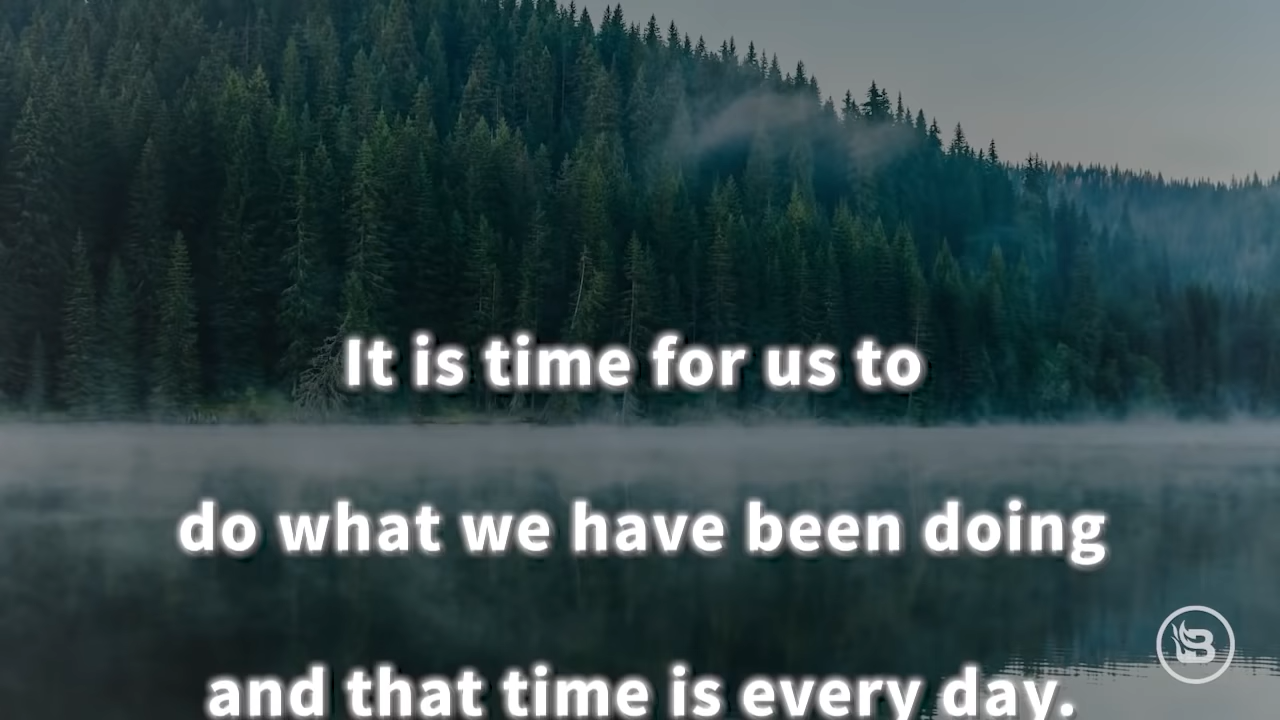 It is time for us to
do what we have been doing
and that time is every day.
B